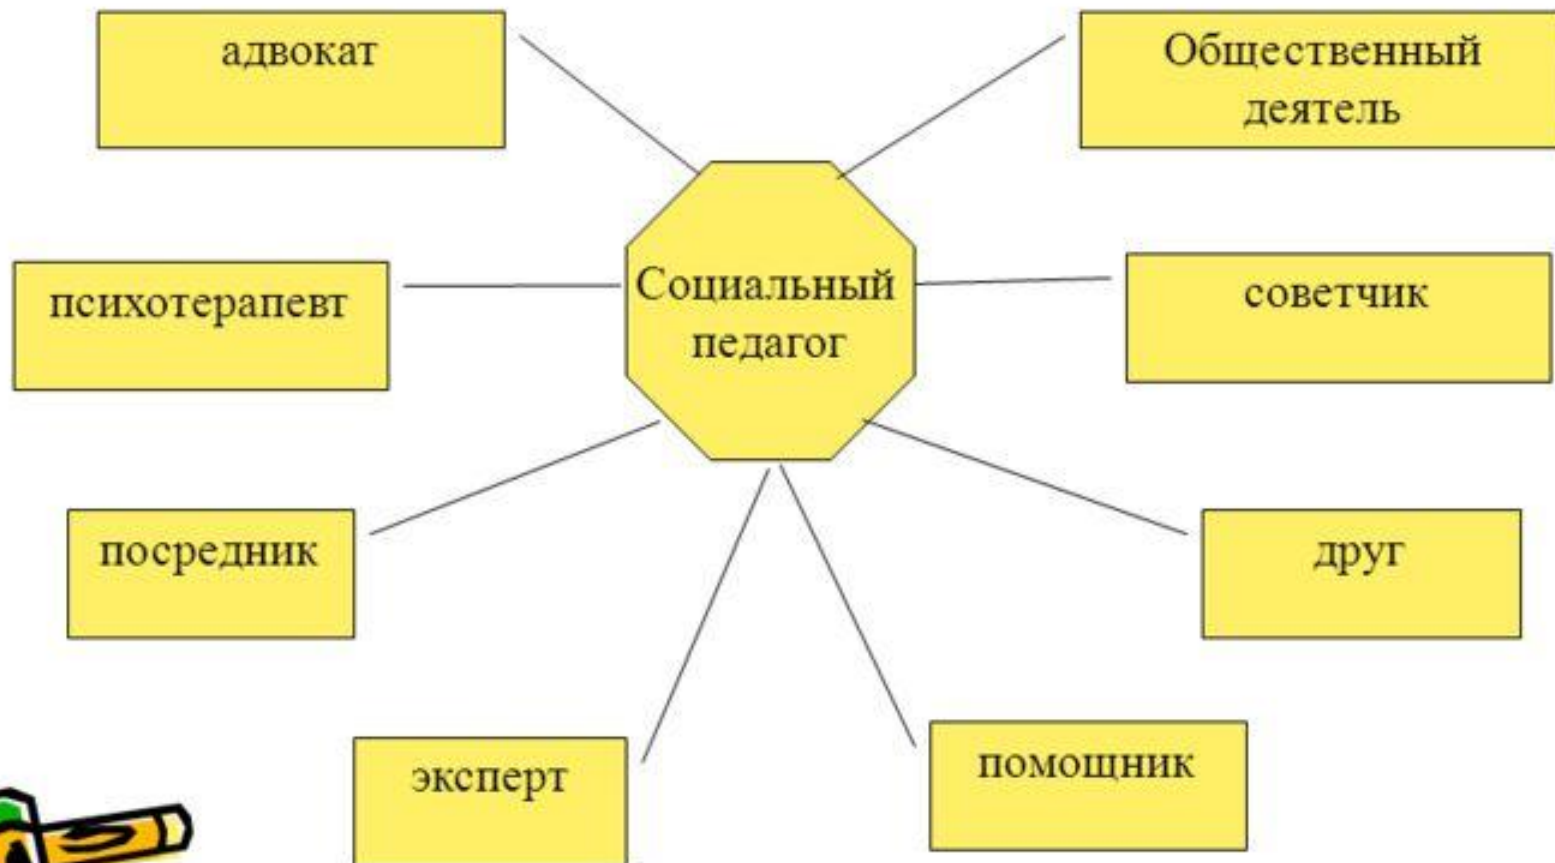 адвокат
Общественный
деятель
психотерапевт
Социальный
педагог
советчик
посредник
друг
эксперт
помощник